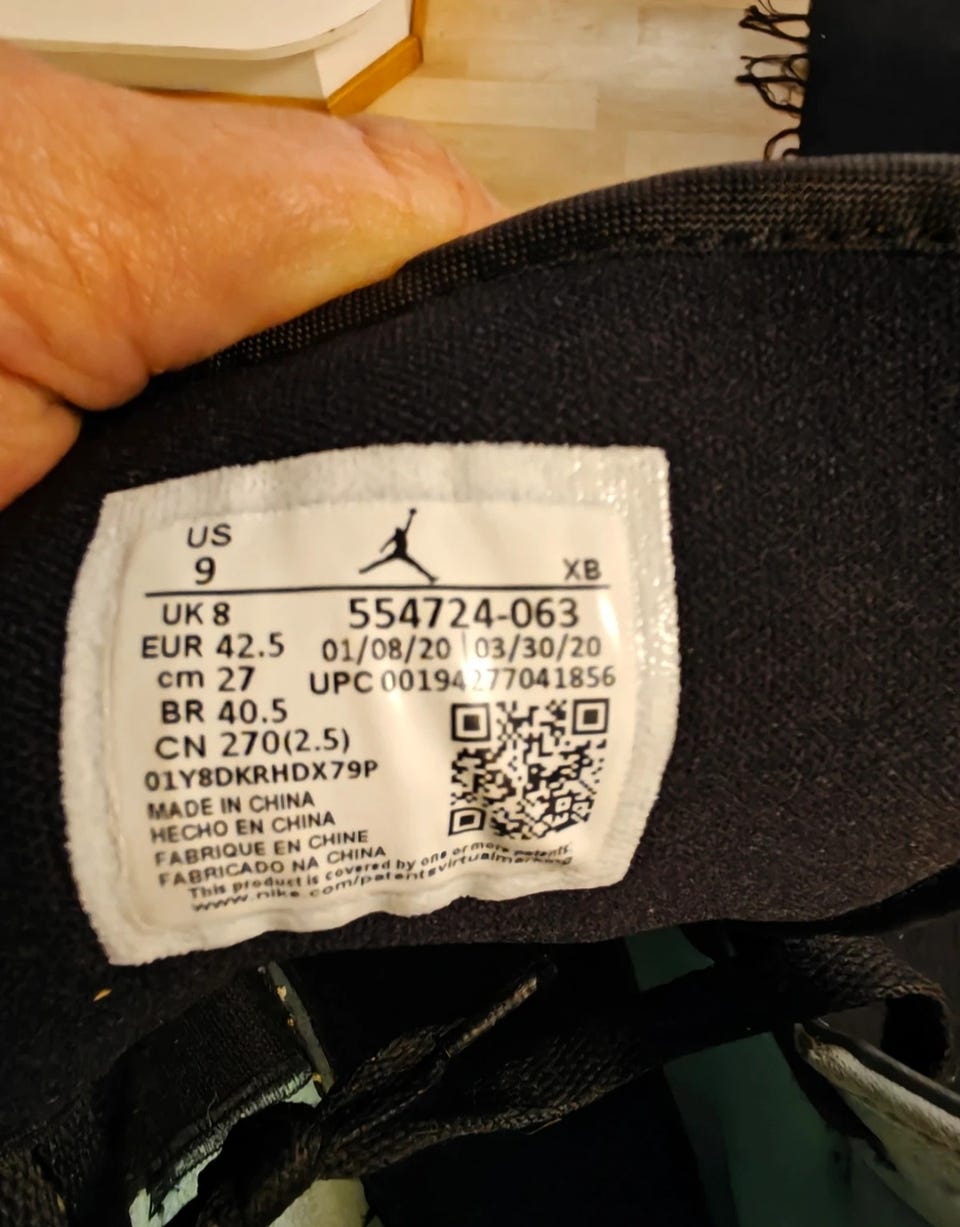 US
9
XB
UK 8
554724-063
EUR 42.5
01/08/20 03/30/20
cm 27
UPC 00194277041856
BR 40.5
CN 270(2.5)
01Y8DKRHDX79P
MADE IN CHINA
HECHO EN CHINA
FABRIQUE EN CHINE
FABRICADO NA CHINA
This product is covered by one or more patents.
www.nike.com/patentsvirtualmarking